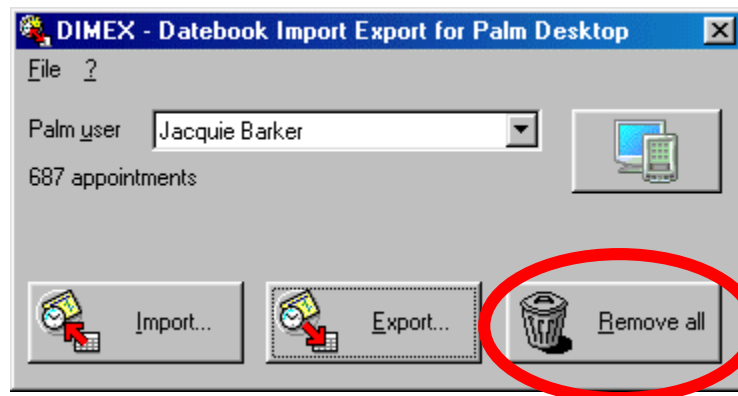 DIMEX - Datebook Import Export for Palm Desktop
File ?
Palm user Jacquie Barker
687 appointments
Import... Export... Remove all